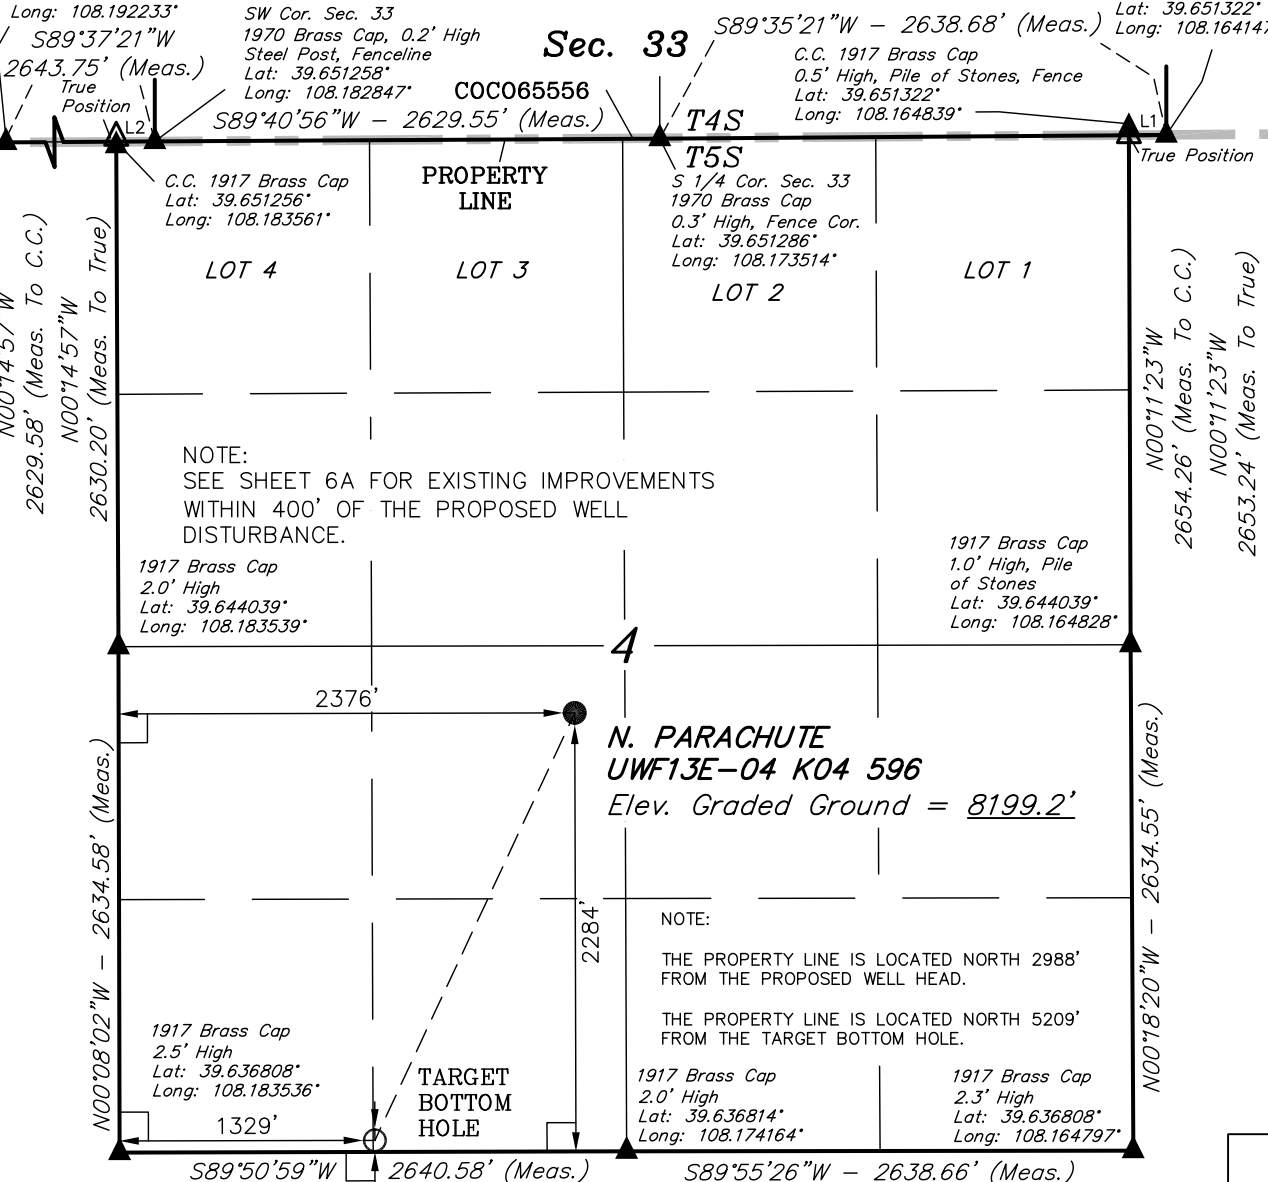 Long: 108.192233°
S89°37'21"W
2643.75' (Meas.)
True
Position
L2
SW Cor. Sec. 33
1970 Brass Cap, 0.2' High
Steel Post, Fenceline
Lat: 39.651258°
Long: 108.182847°
S89°40'56"W – 2629.55' (Meas.)
COC065556
Sec. 33
S89°35'21"W – 2638.68' (Meas.)
C.C. 1917 Brass Cap
0.5' High, Pile of Stones, Fence
Lat: 39.651322°
Long: 108.164839°
Lat: 39.651322°
Long: 108.164147
L1
True Position
T4S
T5S
PROPERTY
LINE
C.C. 1917 Brass Cap
Lat: 39.651256°
Long: 108.183561°
S 1/4 Cor. Sec. 33
1970 Brass Cap
0.3' High, Fence Cor.
Lat: 39.651286°
Long: 108.173514°
LOT 4
LOT 3
LOT 2
LOT 1
N00°14'57"W
2629.58' (Meas. To C.C.)
N00°14'57"W
2630.20' (Meas. To True)
N00°11'23"W
2654.26' (Meas. To C.C.)
N00°11'23"W
2653.24' (Meas. To True)
NOTE:
SEE SHEET 6A FOR EXISTING IMPROVEMENTS
WITHIN 400' OF THE PROPOSED WELL
DISTURBANCE.
1917 Brass Cap
2.0' High
Lat: 39.644039°
Long: 108.183539°
1917 Brass Cap
1.0' High, Pile
of Stones
Lat: 39.644039°
Long: 108.164828°
4
2376'
N. PARACHUTE
UWF13E–04 K04 596
Elev. Graded Ground = 8199.2'
2284'
N00°08'02"W – 2634.58' (Meas.)
N00°18'20"W – 2634.55' (Meas.)
NOTE:
THE PROPERTY LINE IS LOCATED NORTH 2988'
FROM THE PROPOSED WELL HEAD.
THE PROPERTY LINE IS LOCATED NORTH 5209'
FROM THE TARGET BOTTOM HOLE.
1917 Brass Cap
2.5' High
Lat: 39.636808°
Long: 108.183536°
1329'
TARGET
BOTTOM
HOLE
1917 Brass Cap
2.0' High
Lat: 39.636814°
Long: 108.174164°
1917 Brass Cap
2.3' High
Lat: 39.636808°
Long: 108.164797°
S89°50'59"W 2640.58' (Meas.)
S89°55'26"W – 2638.66' (Meas.)